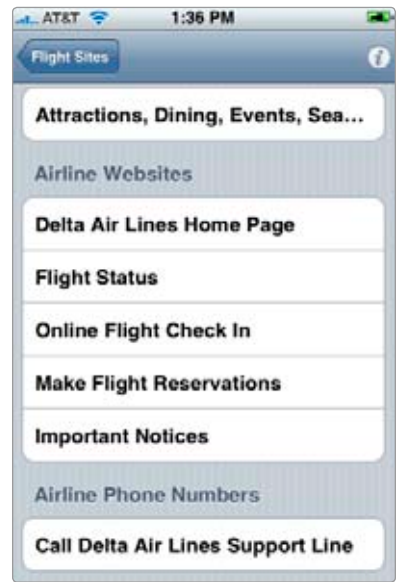 AT&T 1:36 PM
Flight Sites
Attractions, Dining, Events, Sea...
Airline Websites
Delta Air Lines Home Page
Flight Status
Online Flight Check In
Make Flight Reservations
Important Notices
Airline Phone Numbers
Call Delta Air Lines Support Line